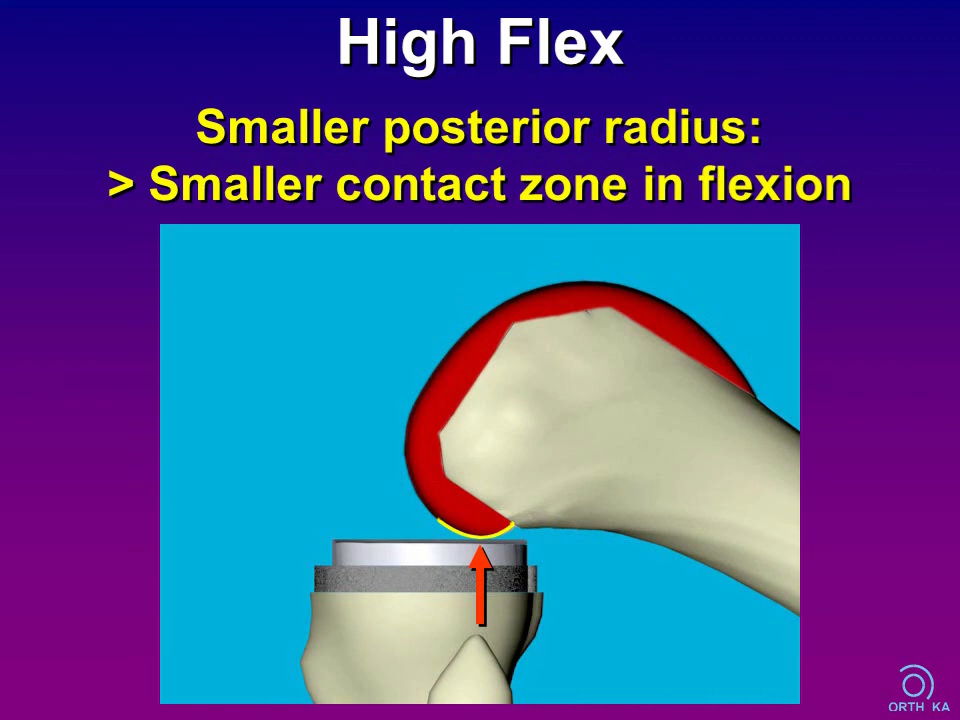 High Flex
Smaller posterior radius:
> Smaller contact zone in flexion
ORTH KA